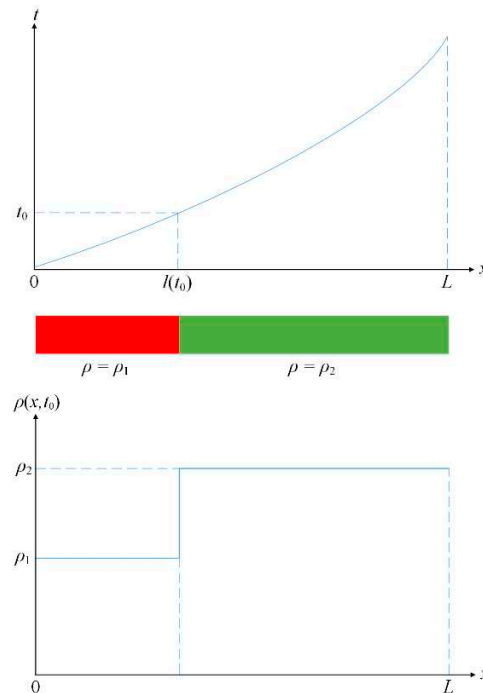 t
t₀
0 l(t₀) L x
ρ = ρ₁ ρ = ρ₂
ρ(x,t₀)
ρ₂
ρ₁
0 L x